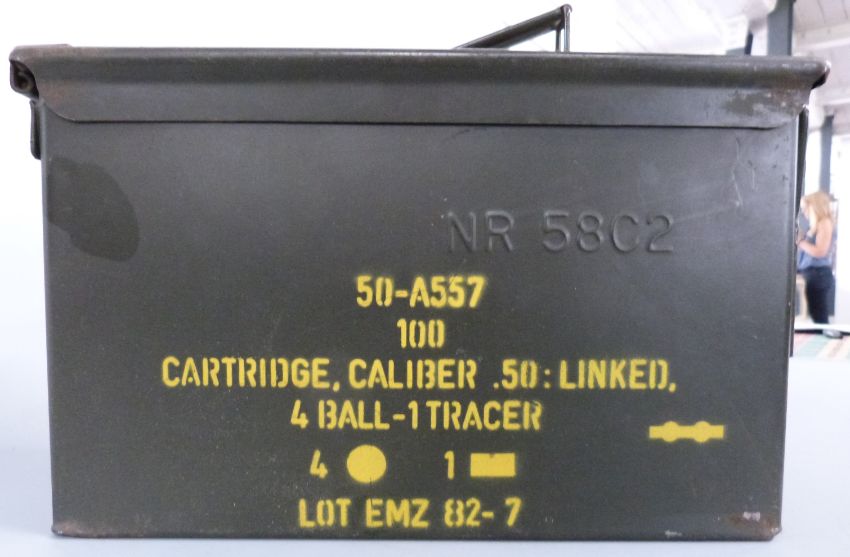 NR 58C2
50-A557
100
CARTRIDGE, CALIBER .50: LINKED,
4 BALL-1 TRACER
4 1
LOT EMZ 82-7